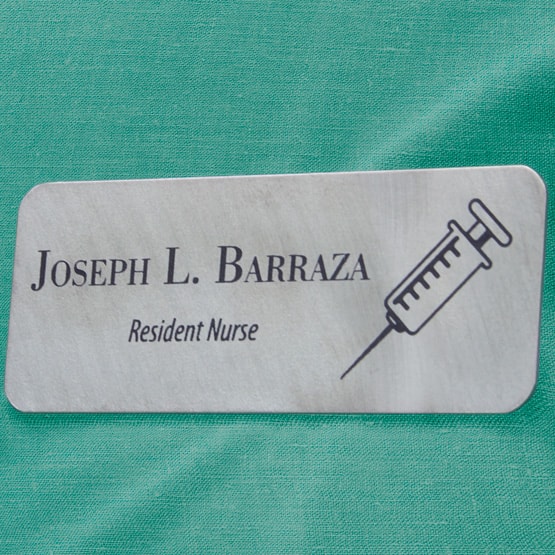 Joseph L. Barraza
Resident Nurse